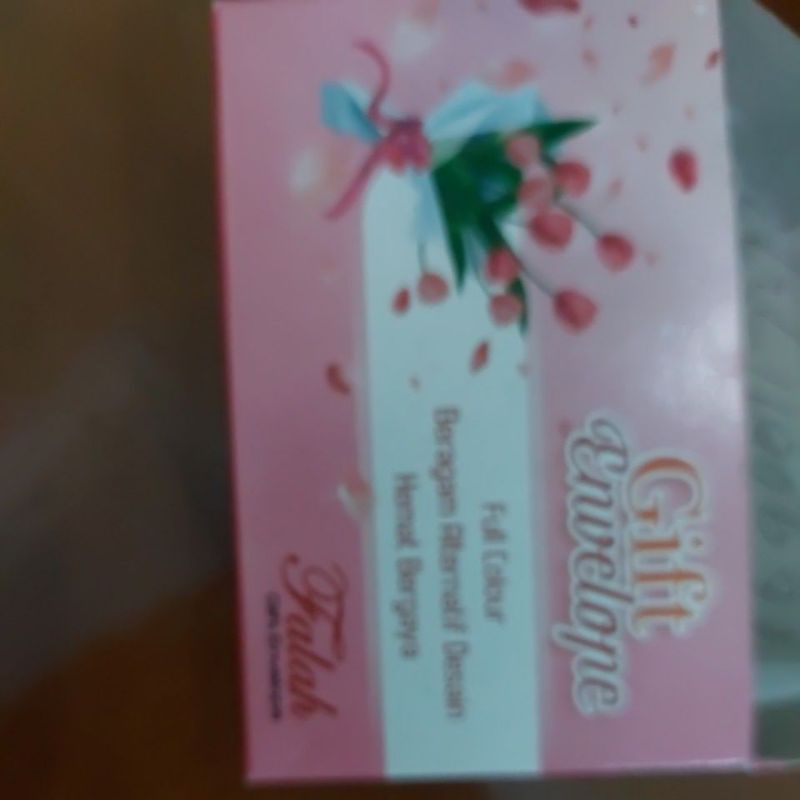 Gift
Envelope
Full Colour
Beragam Alternatif Desain
Hemat Bergaya
Falah